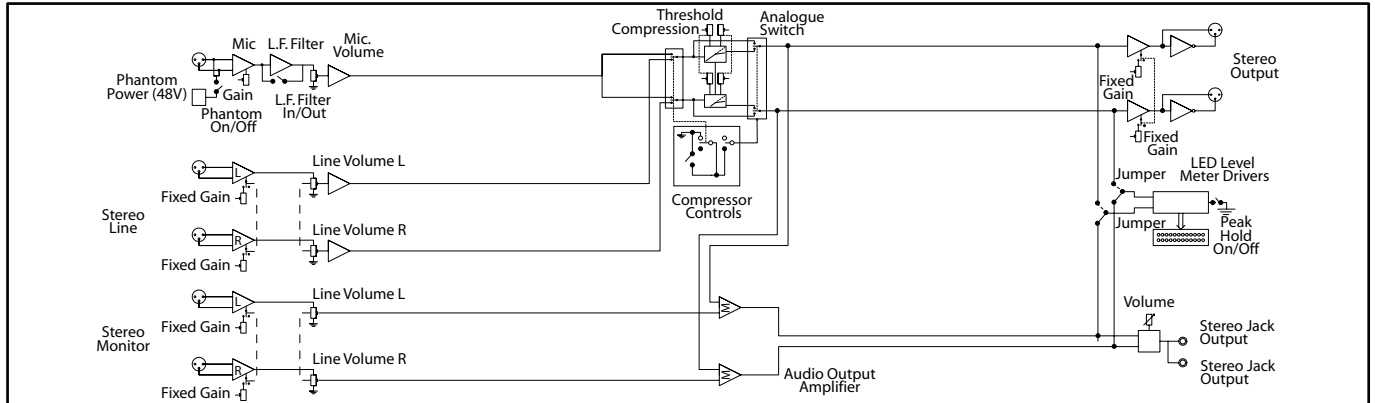 Mic
L.F. Filter
Mic.
Volume
Phantom
Power (48V)
Gain
Phantom
On/Off
L.F. Filter
In/Out
Threshold
Compression
Analogue
Switch
Stereo
Output
Fixed
Gain
Fixed
Gain
Compressor
Controls
Stereo
Line
L
Fixed Gain
Line Volume L
R
Fixed Gain
Line Volume R
Jumper
Jumper
LED Level
Meter Drivers
Peak
Hold
On/Off
Stereo
Monitor
L
Fixed Gain
Line Volume L
R
Fixed Gain
Line Volume R
M
M
Audio Output
Amplifier
Volume
Stereo Jack
Output
Stereo Jack
Output